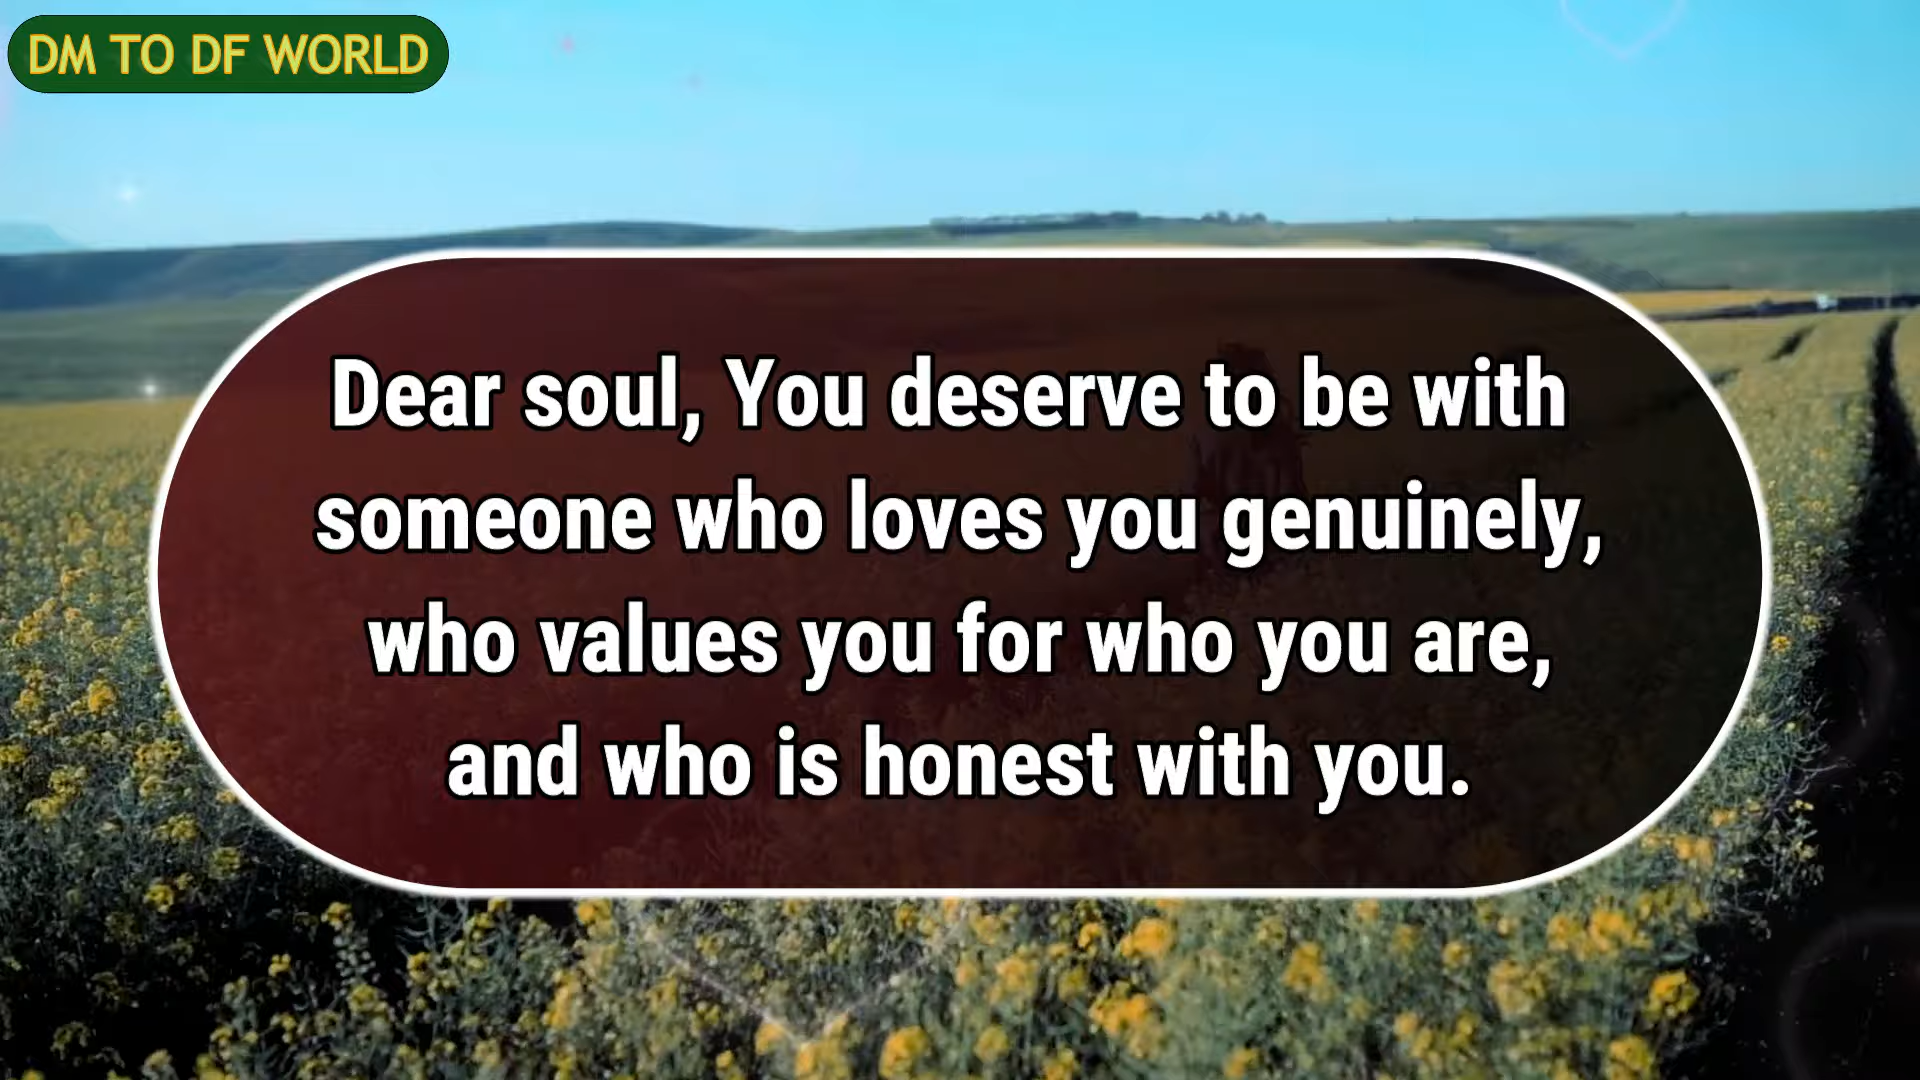 DM TO DF WORLD
Dear soul, You deserve to be with
someone who loves you genuinely,
who values you for who you are,
and who is honest with you.